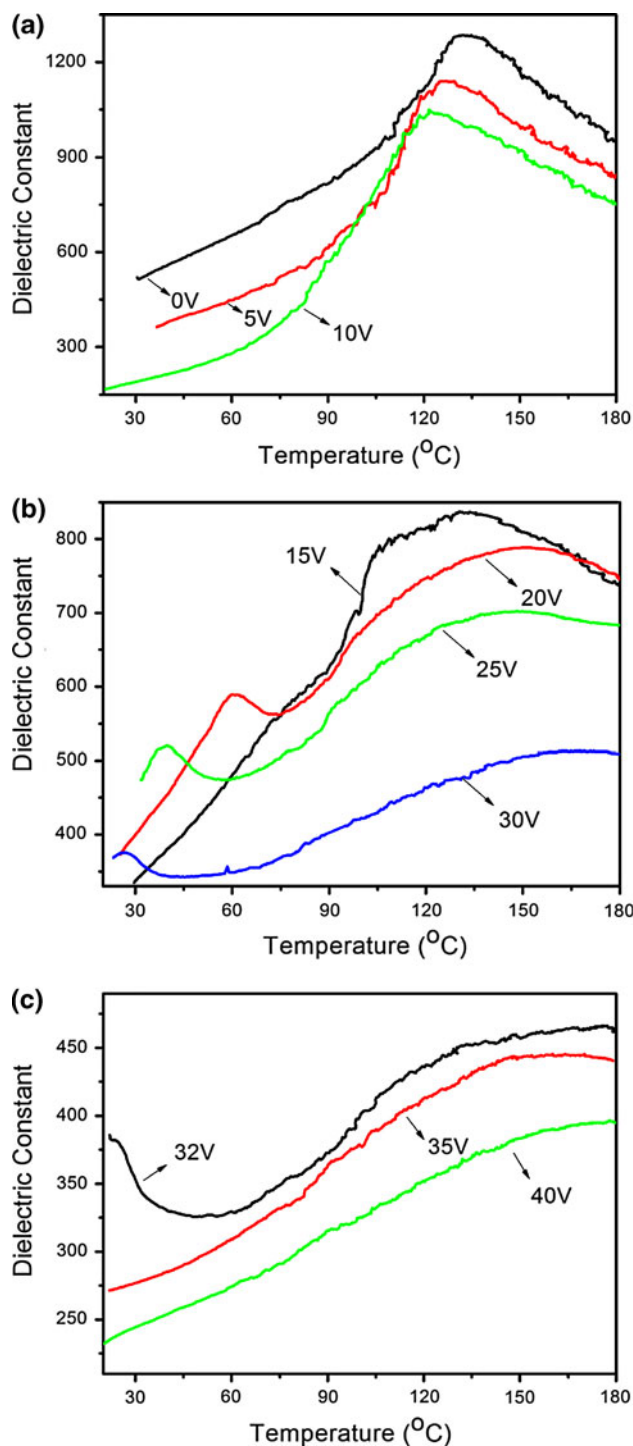 (a)
1200
900
600
300
Dielectric Constant
0V
5V
10V
30 60 90 120 150 180
Temperature (°C)
(b)
800
700
600
500
400
Dielectric Constant
15V
20V
25V
30V
30 60 90 120 150 180
Temperature (°C)
(c)
450
400
350
300
250
Dielectric Constant
32V
35V
40V
30 60 90 120 150 180
Temperature (°C)